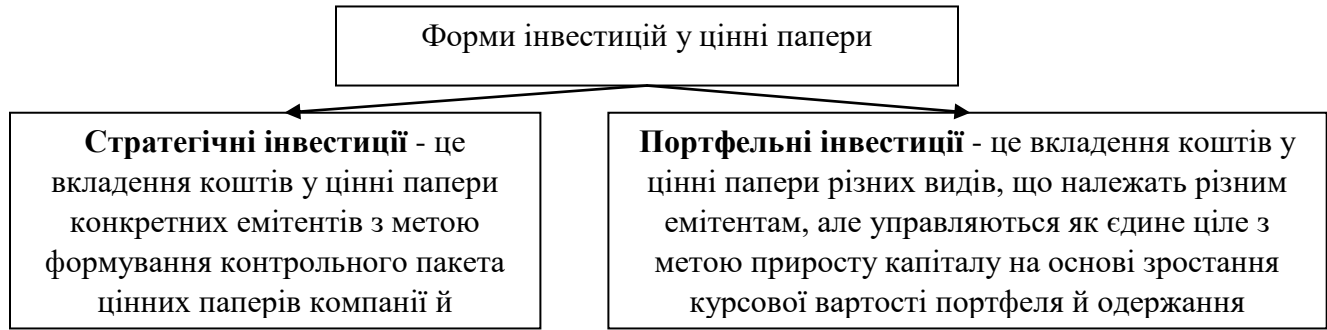 Форми інвестицій у цінні папери
Стратегічні інвестиції - це
вкладення коштів у цінні папери
конкретних емітентів з метою
формування контрольного пакета
цінних паперів компанії й
Портфельні інвестиції - це вкладення коштів у
цінні папери різних видів, що належать різним
емітентам, але управляються як єдине ціле з
метою приросту капіталу на основі зростання
курсової вартості портфеля й одержання